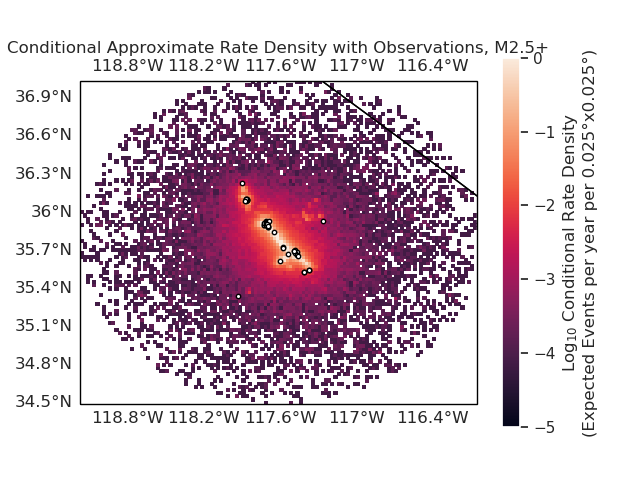 Conditional Approximate Rate Density with Observations, M2.5+
118.8°W 118.2°W 117.6°W 117°W 116.4°W
36.9°N
36.6°N
36.3°N
36°N
35.7°N
35.4°N
35.1°N
34.8°N
34.5°N
118.8°W 118.2°W 117.6°W 117°W 116.4°W
0
−1
−2
−3
−4
−5
Log₁₀ Conditional Rate Density
(Expected Events per year per 0.025°x0.025°)